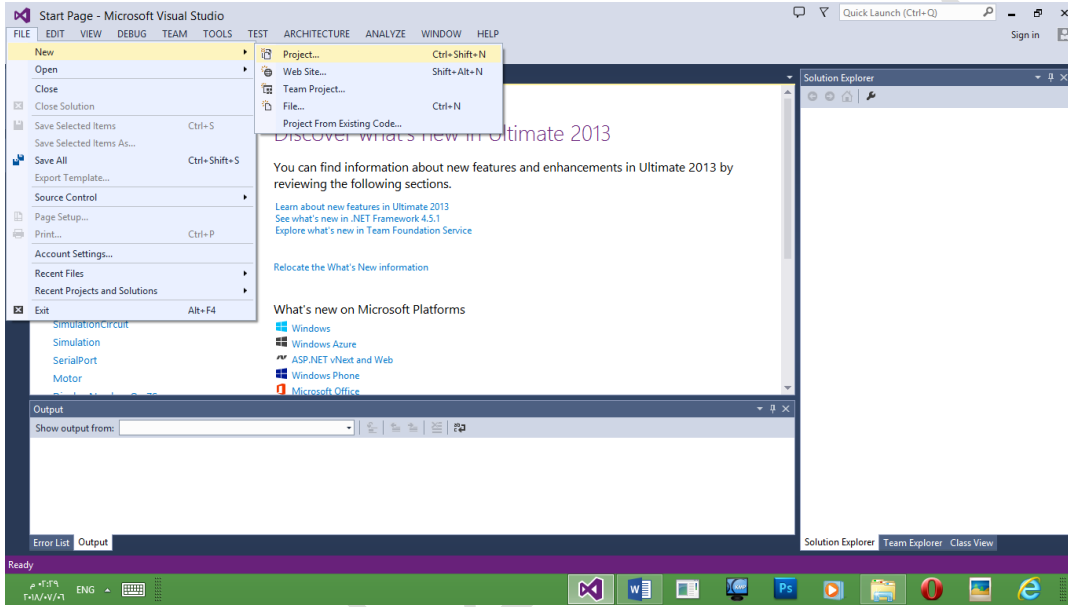 Start Page - Microsoft Visual Studio
Quick Launch (Ctrl+Q)
FILE EDIT VIEW DEBUG TEAM TOOLS TEST ARCHITECTURE ANALYZE WINDOW HELP
Sign in
New
Open
Close
Close Solution
Save Selected Items Ctrl+S
Save Selected Items As...
Save All Ctrl+Shift+S
Export Template...
Source Control
Page Setup...
Print... Ctrl+P
Account Settings...
Recent Files
Recent Projects and Solutions
Exit Alt+F4
Project... Ctrl+Shift+N
Web Site... Shift+Alt+N
Team Project...
File... Ctrl+N
Project From Existing Code...
Discover what's new in Ultimate 2013
You can find information about new features and enhancements in Ultimate 2013 by
reviewing the following sections.
Learn about new features in Ultimate 2013
See what's new in .NET Framework 4.5.1
Explore what's new in Team Foundation Service
Relocate the What's New information
What's new on Microsoft Platforms
Windows
Windows Azure
ASP.NET vNext and Web
Windows Phone
Microsoft Office
SimulationCircuit
Simulation
SerialPort
Motor
Solution Explorer
Output
Show output from:
Error List Output
Solution Explorer Team Explorer Class View
Ready
ENG
م ٠٢:٢٩
٢٠١٨/٠٧/٠٦
W
Ps